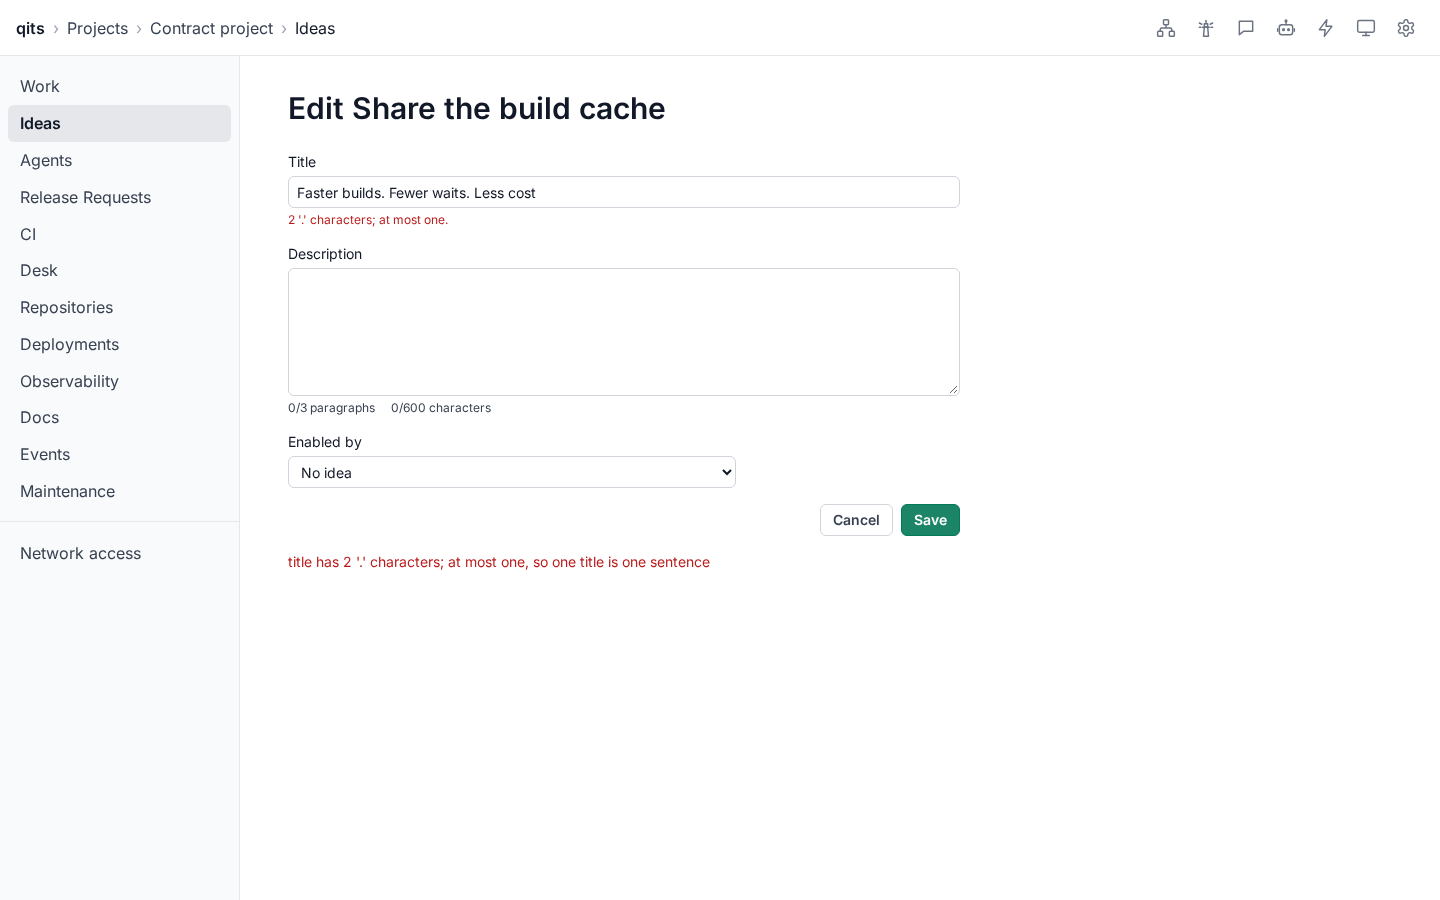 qits › Projects › Contract project › Ideas
Work
Ideas
Agents
Release Requests
CI
Desk
Repositories
Deployments
Observability
Docs
Events
Maintenance
Network access
Edit Share the build cache
Title
Faster builds. Fewer waits. Less cost
2 '.' characters; at most one.
Description
0/3 paragraphs 0/600 characters
Enabled by
No idea
Cancel Save
title has 2 '.' characters; at most one, so one title is one sentence